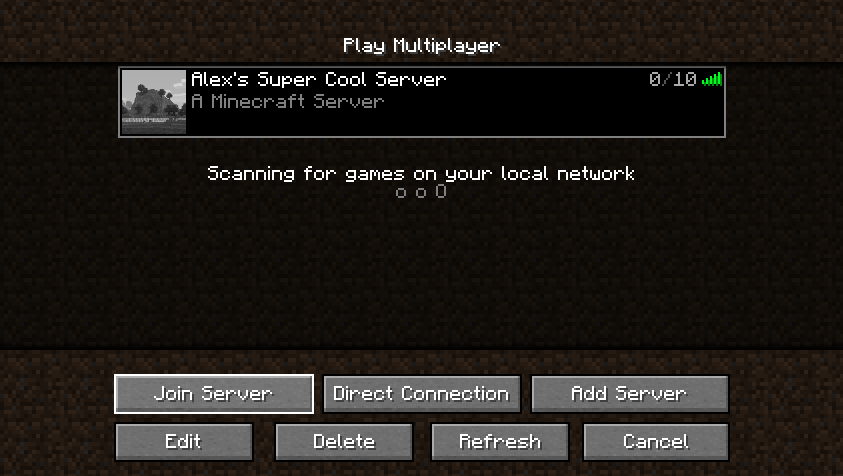 Play Multiplayer
Alex's Super Cool Server 0/10
A Minecraft Server
Scanning for games on your local network
o o O
Join Server
Direct Connection
Add Server
Edit
Delete
Refresh
Cancel